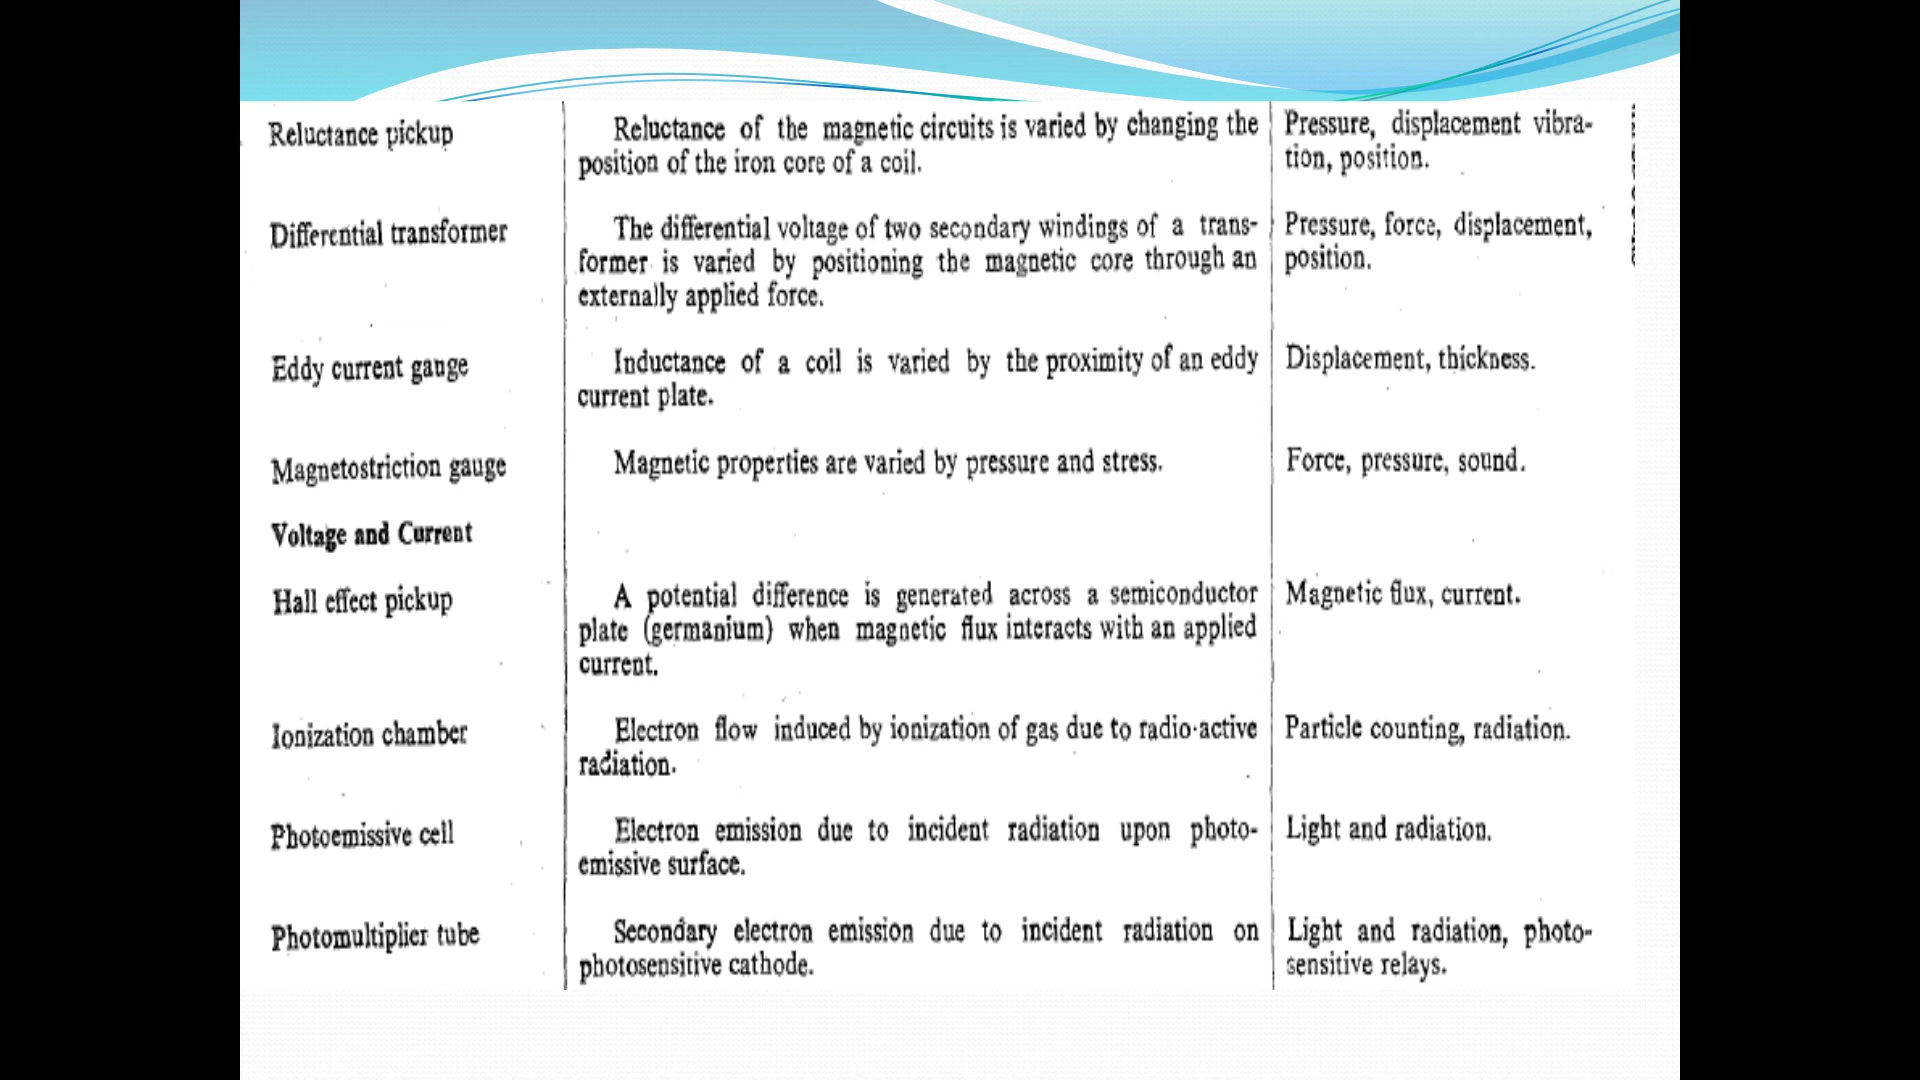 Reluctance pickup
Reluctance of the magnetic circuits is varied by changing the
position of the iron core of a coil.
Pressure, displacement vibra-
tion, position.
Differential transformer
The differential voltage of two secondary windings of a trans-
former is varied by positioning the magnetic core through an
externally applied force.
Pressure, force, displacement,
position.
Eddy current gauge
Inductance of a coil is varied by the proximity of an eddy
current plate.
Displacement, thickness.
Magnetostriction gauge
Magnetic properties are varied by pressure and stress.
Force, pressure, sound.
Voltage and Current
Hall effect pickup
A potential difference is generated across a semiconductor
plate (germanium) when magnetic flux interacts with an applied
current.
Magnetic flux, current.
Ionization chamber
Electron flow induced by ionization of gas due to radio-active
radiation.
Particle counting, radiation.
Photoemissive cell
Electron emission due to incident radiation upon photo-
emissive surface.
Light and radiation.
Photomultiplier tube
Secondary electron emission due to incident radiation on
photosensitive cathode.
Light and radiation, photo-
sensitive relays.